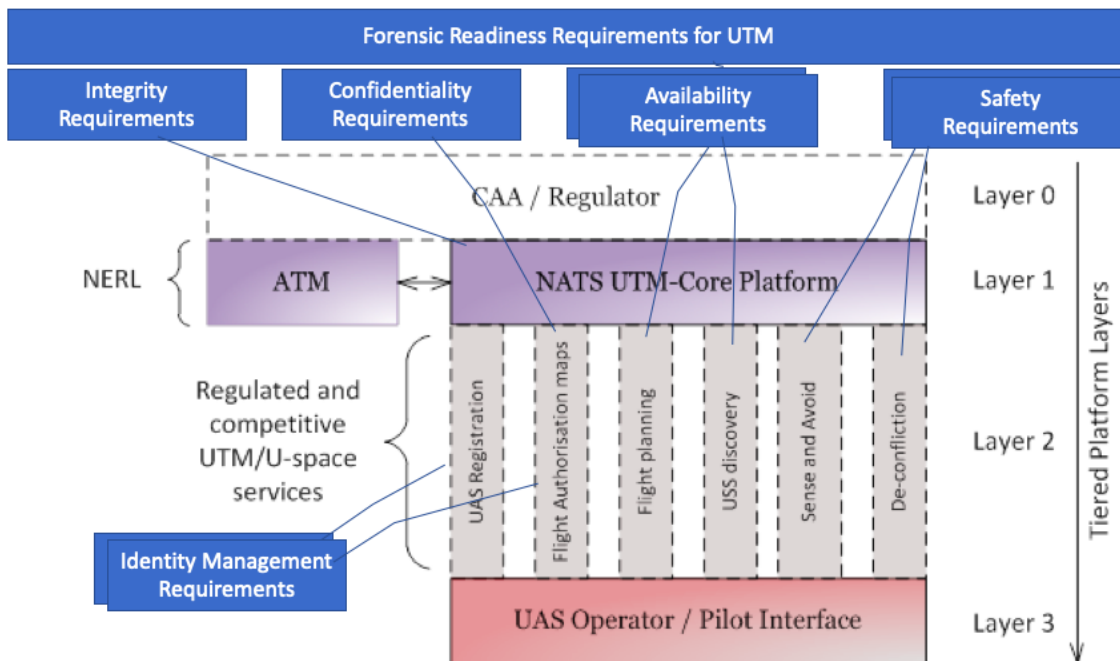 Forensic Readiness Requirements for UTM
Integrity
Requirements
Confidentiality
Requirements
Availability
Requirements
Safety
Requirements
CAA / Regulator
Layer 0
NERL
ATM
NATS UTM-Core Platform
Layer 1
Regulated and
competitive
UTM/U-space
services
UAS Registration
Flight Authorisation maps
Flight planning
USS discovery
Sense and Avoid
De-confliction
Layer 2
Tiered Platform Layers
Identity Management
Requirements
UAS Operator / Pilot Interface
Layer 3